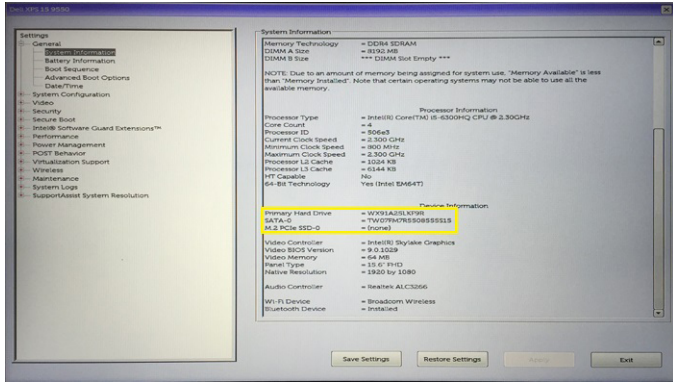 Dell XPS 15 9550
Settings
General
System Information
Battery Information
Boot Sequence
Advanced Boot Options
Date/Time
System Configuration
Video
Security
Secure Boot
Intel® Software Guard Extensions™
Performance
Power Management
POST Behavior
Virtualization Support
Wireless
Maintenance
System Logs
SupportAssist System Resolution
System Information
Memory Technology = DDR4 SDRAM
DIMM A Size = 8192 MB
DIMM B Size *** DIMM Slot Empty ***
NOTE: Due to an amount of memory being assigned for system use, "Memory Available" is less
than "Memory Installed". Note that certain operating systems may not be able to use all the
available memory.
Processor Information
Processor Type = Intel(R) Core(TM) i5-6300HQ CPU @ 2.30GHz
Core Count = 4
Processor ID = 506e3
Current Clock Speed = 2.300 GHz
Minimum Clock Speed = 800 MHz
Maximum Clock Speed = 2.300 GHz
Processor L2 Cache = 1024 KB
Processor L3 Cache = 6144 KB
HT Capable No
64-Bit Technology Yes (Intel EM64T)
Device Information
Primary Hard Drive = WX91A25LKF9R
SATA-0
M.2 PCIe SSD-0 = (none)
Video Controller = Intel(R) Skylake Graphics
Video BIOS Version = 9.0.1029
Video Memory = 64 MB
Panel Type = 15.6" FHD
Native Resolution = 1920 by 1080
Audio Controller = Realtek ALC3266
Wi-Fi Device = Broadcom Wireless
Bluetooth Device = Installed
Save Settings
Restore Settings
Apply
Exit